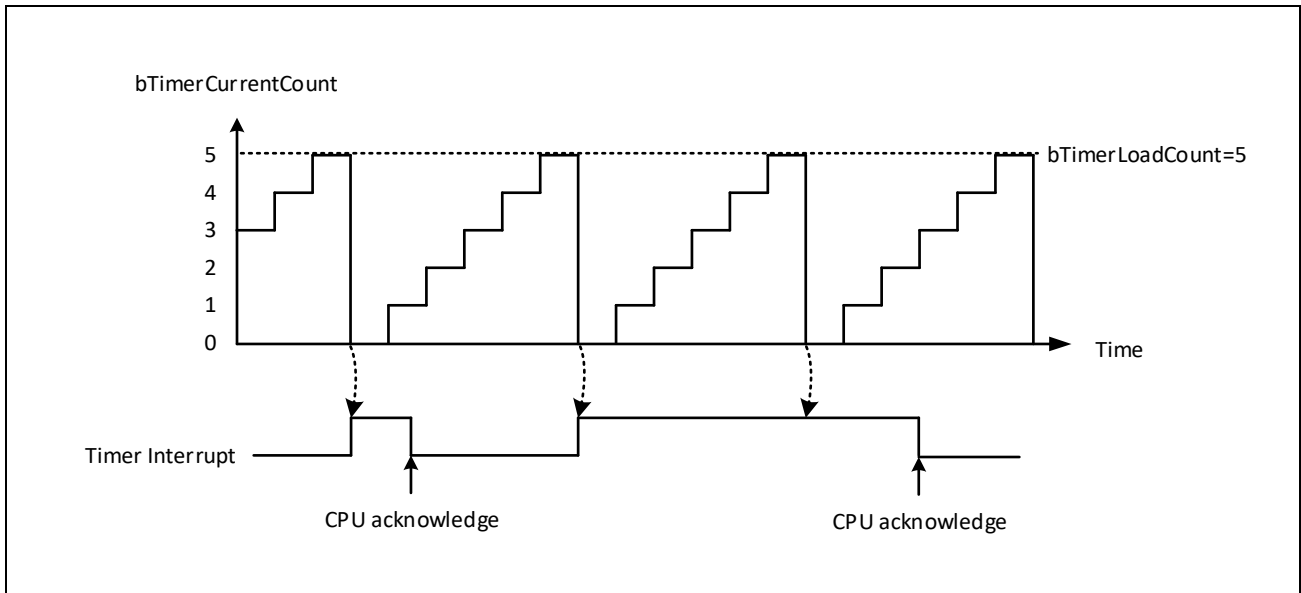 bTimerCurrentCount
5
bTimerLoadCount=5
4
3
2
1
0
Time
Timer Interrupt
CPU acknowledge
CPU acknowledge